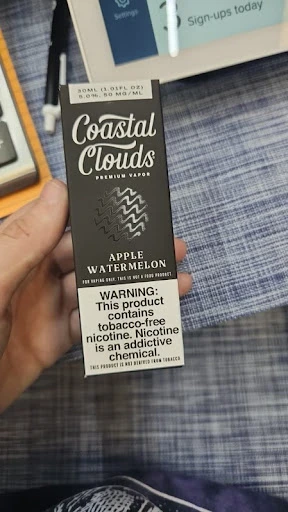 Settings
3 Sign-ups today
30ML (1.01FL OZ)
5.0%, 50 MG/ML
Coastal
Clouds
PREMIUM VAPOR
APPLE
WATERMELON
FOR VAPING ONLY. THIS IS NOT A FOOD PRODUCT
WARNING:
This product
contains
tobacco-free
nicotine. Nicotine
is an addictive
chemical.
THIS PRODUCT IS NOT DERIVED FROM TOBACCO